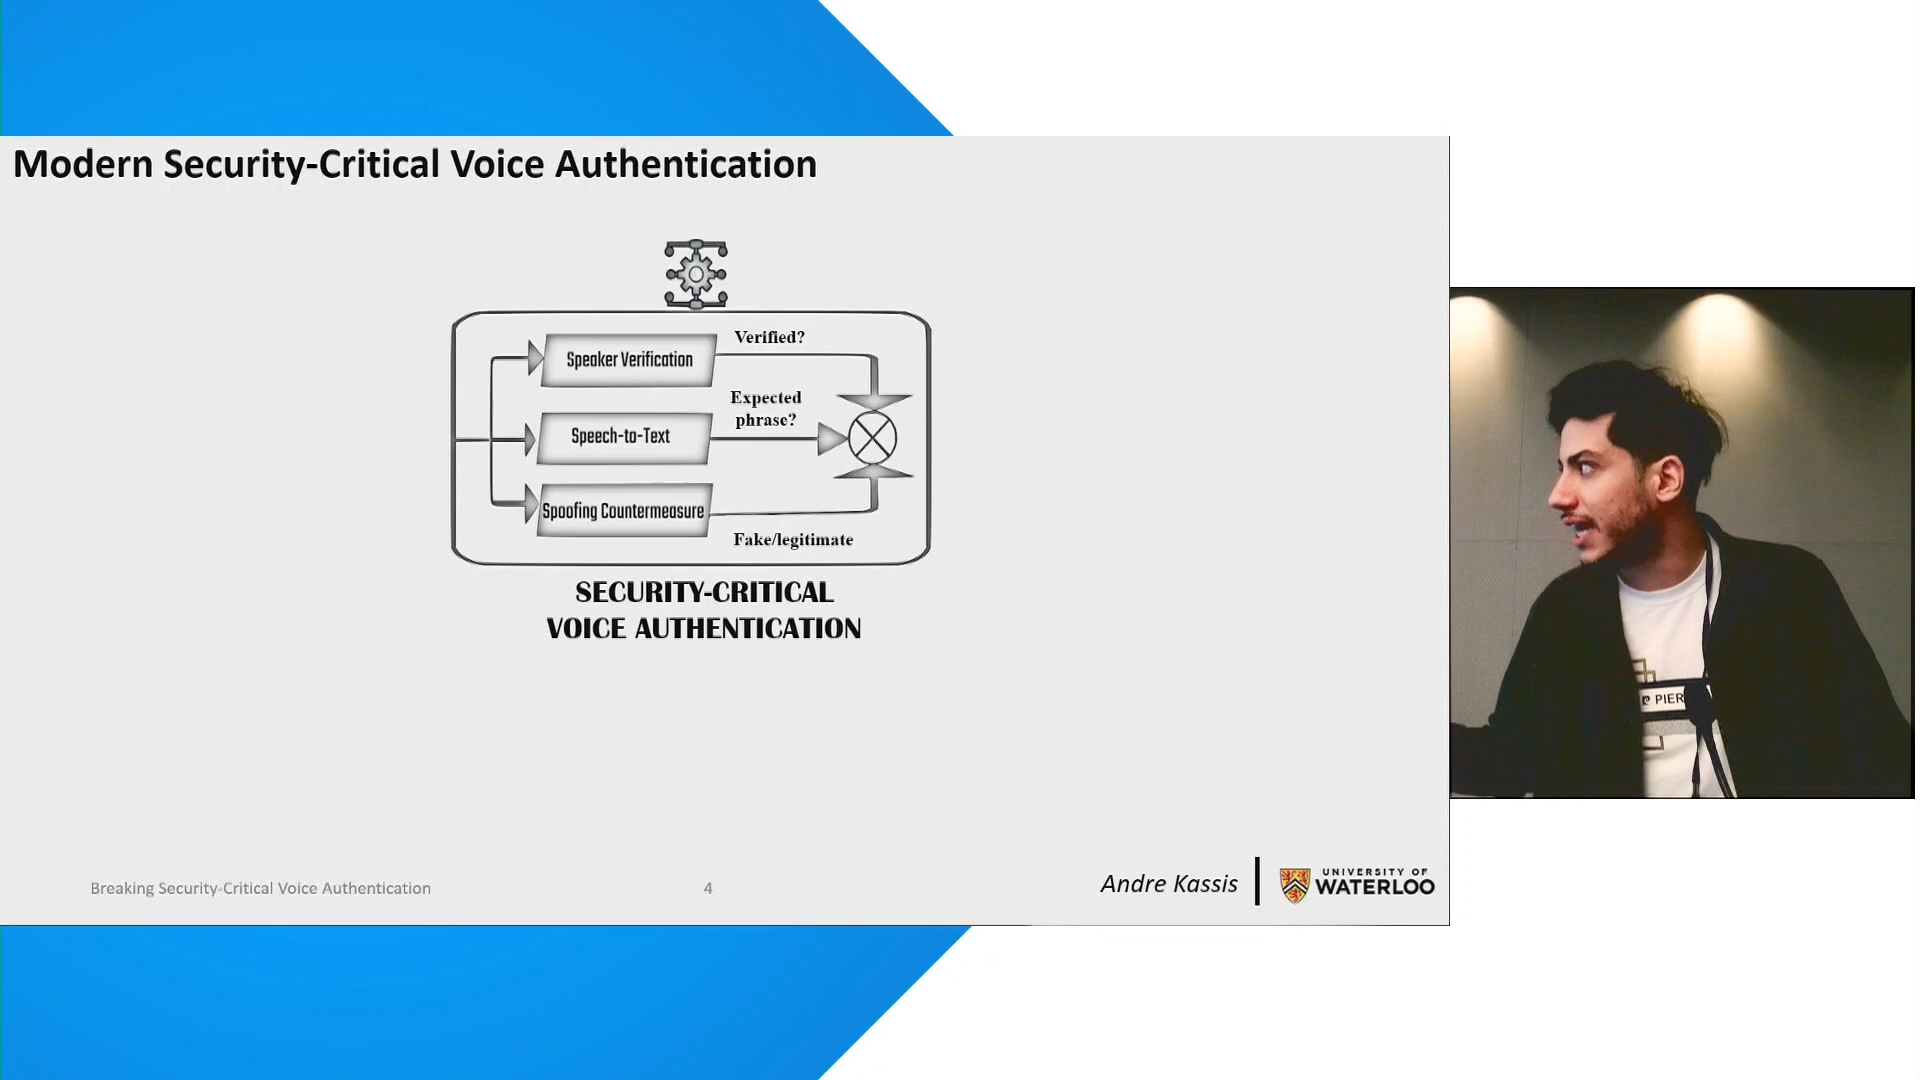 Modern Security-Critical Voice Authentication
Speaker Verification
Verified?
Speech-to-Text
Expected
phrase?
Spoofing Countermeasure
Fake/legitimate
SECURITY-CRITICAL
VOICE AUTHENTICATION
PIER
Breaking Security-Critical Voice Authentication
4
Andre Kassis
UNIVERSITY OF
WATERLOO